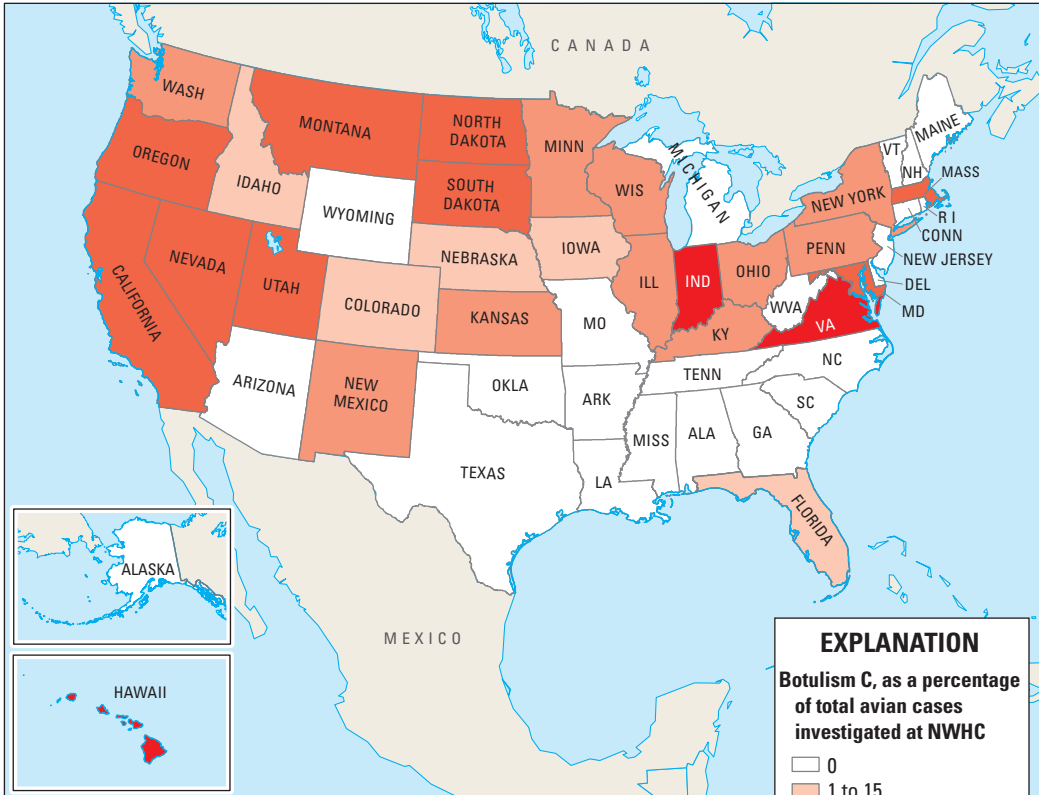 CANADA
WASH
MONTANA
NORTH
DAKOTA
MINN
MAINE
VT
NH
MASS
OREGON
IDAHO
SOUTH
DAKOTA
WIS
MICHIGAN
NEW YORK
R I
CONN
WYOMING
NEBRASKA
IOWA
PENN
NEW JERSEY
NEVADA
UTAH
COLORADO
KANSAS
ILL
IND
OHIO
WVA
DEL
MD
CALIFORNIA
MO
KY
VA
ARIZONA
NEW
MEXICO
OKLA
ARK
TENN
NC
SC
TEXAS
LA
MISS
ALA
GA
FLORIDA
ALASKA
MEXICO
HAWAII
EXPLANATION
Botulism C, as a percentage
of total avian cases
investigated at NWHC
0
1 to 15